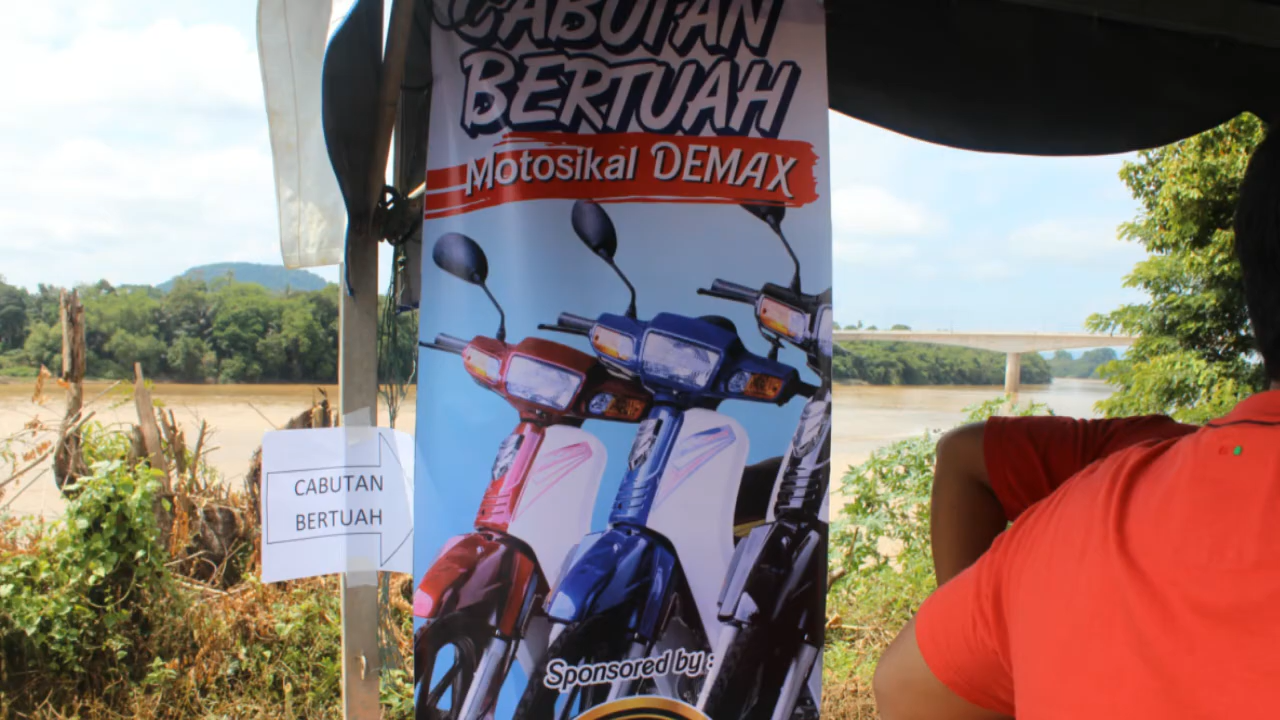 CABUTAN
BERTUAH
Motosikal DEMAX
CABUTAN
BERTUAH
Sponsored by :